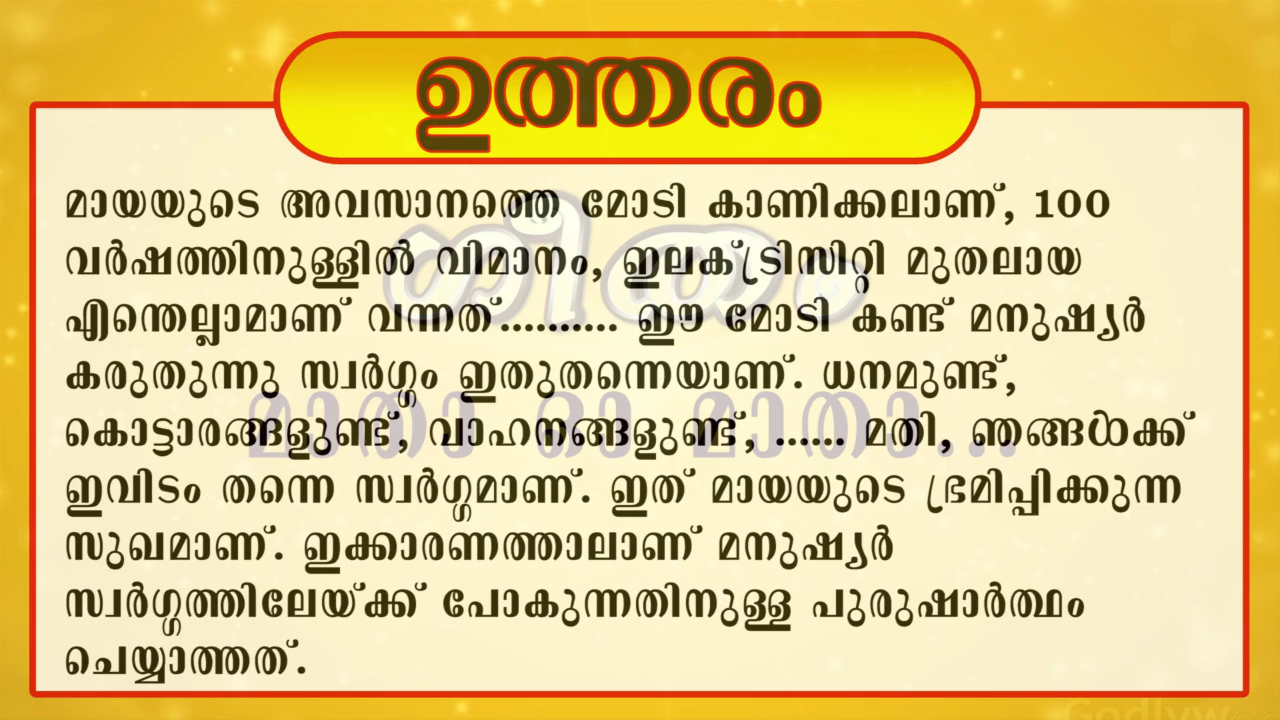 ഉത്തരം
മായയുടെ അവസാനത്തെ മോടി കാണിക്കലാണ്, 100
വർഷത്തിനുള്ളിൽ വിമാനം, ഇലക്ട്രിസിറ്റി മുതലായ
എന്തെല്ലാമാണ് വന്നത്.......... ഈ മോടി കണ്ട് മനുഷ്യർ
കരുതുന്നു സ്വർഗ്ഗം ഇതുതന്നെയാണ്. ധനമുണ്ട്,
കൊട്ടാരങ്ങളുണ്ട്, വാഹനങ്ങളുണ്ട്, ...... മതി, ഞങ്ങൾക്ക്
ഇവിടം തന്നെ സ്വർഗ്ഗമാണ്. ഇത് മായയുടെ ഭ്രമിപ്പിക്കുന്ന
സുഖമാണ്. ഇക്കാരണത്താലാണ് മനുഷ്യർ
സ്വർഗ്ഗത്തിലേയ്ക്ക് പോകുന്നതിനുള്ള പുരുഷാർത്ഥം
ചെയ്യാത്തത്.
മാതാ ഓ മാതാ...